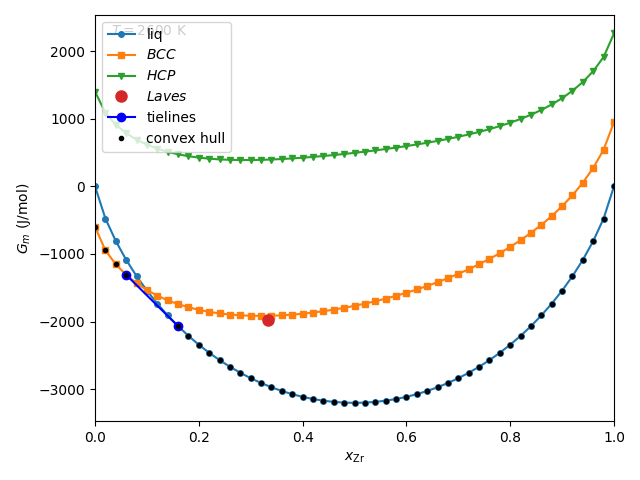 T = K
liq
BCC
HCP
Laves
tielines
convex hull
G_m (J/mol)
2000
1000
0
−1000
−2000
−3000
0.0 0.2 0.4 0.6 0.8 1.0
x_Zr